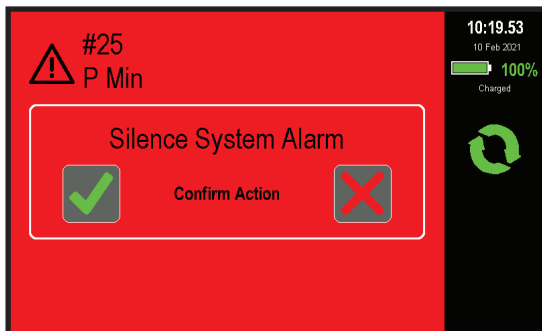 #25
P Min
Silence System Alarm
Confirm Action
10:19.53
10 Feb 2021
100%
Charged